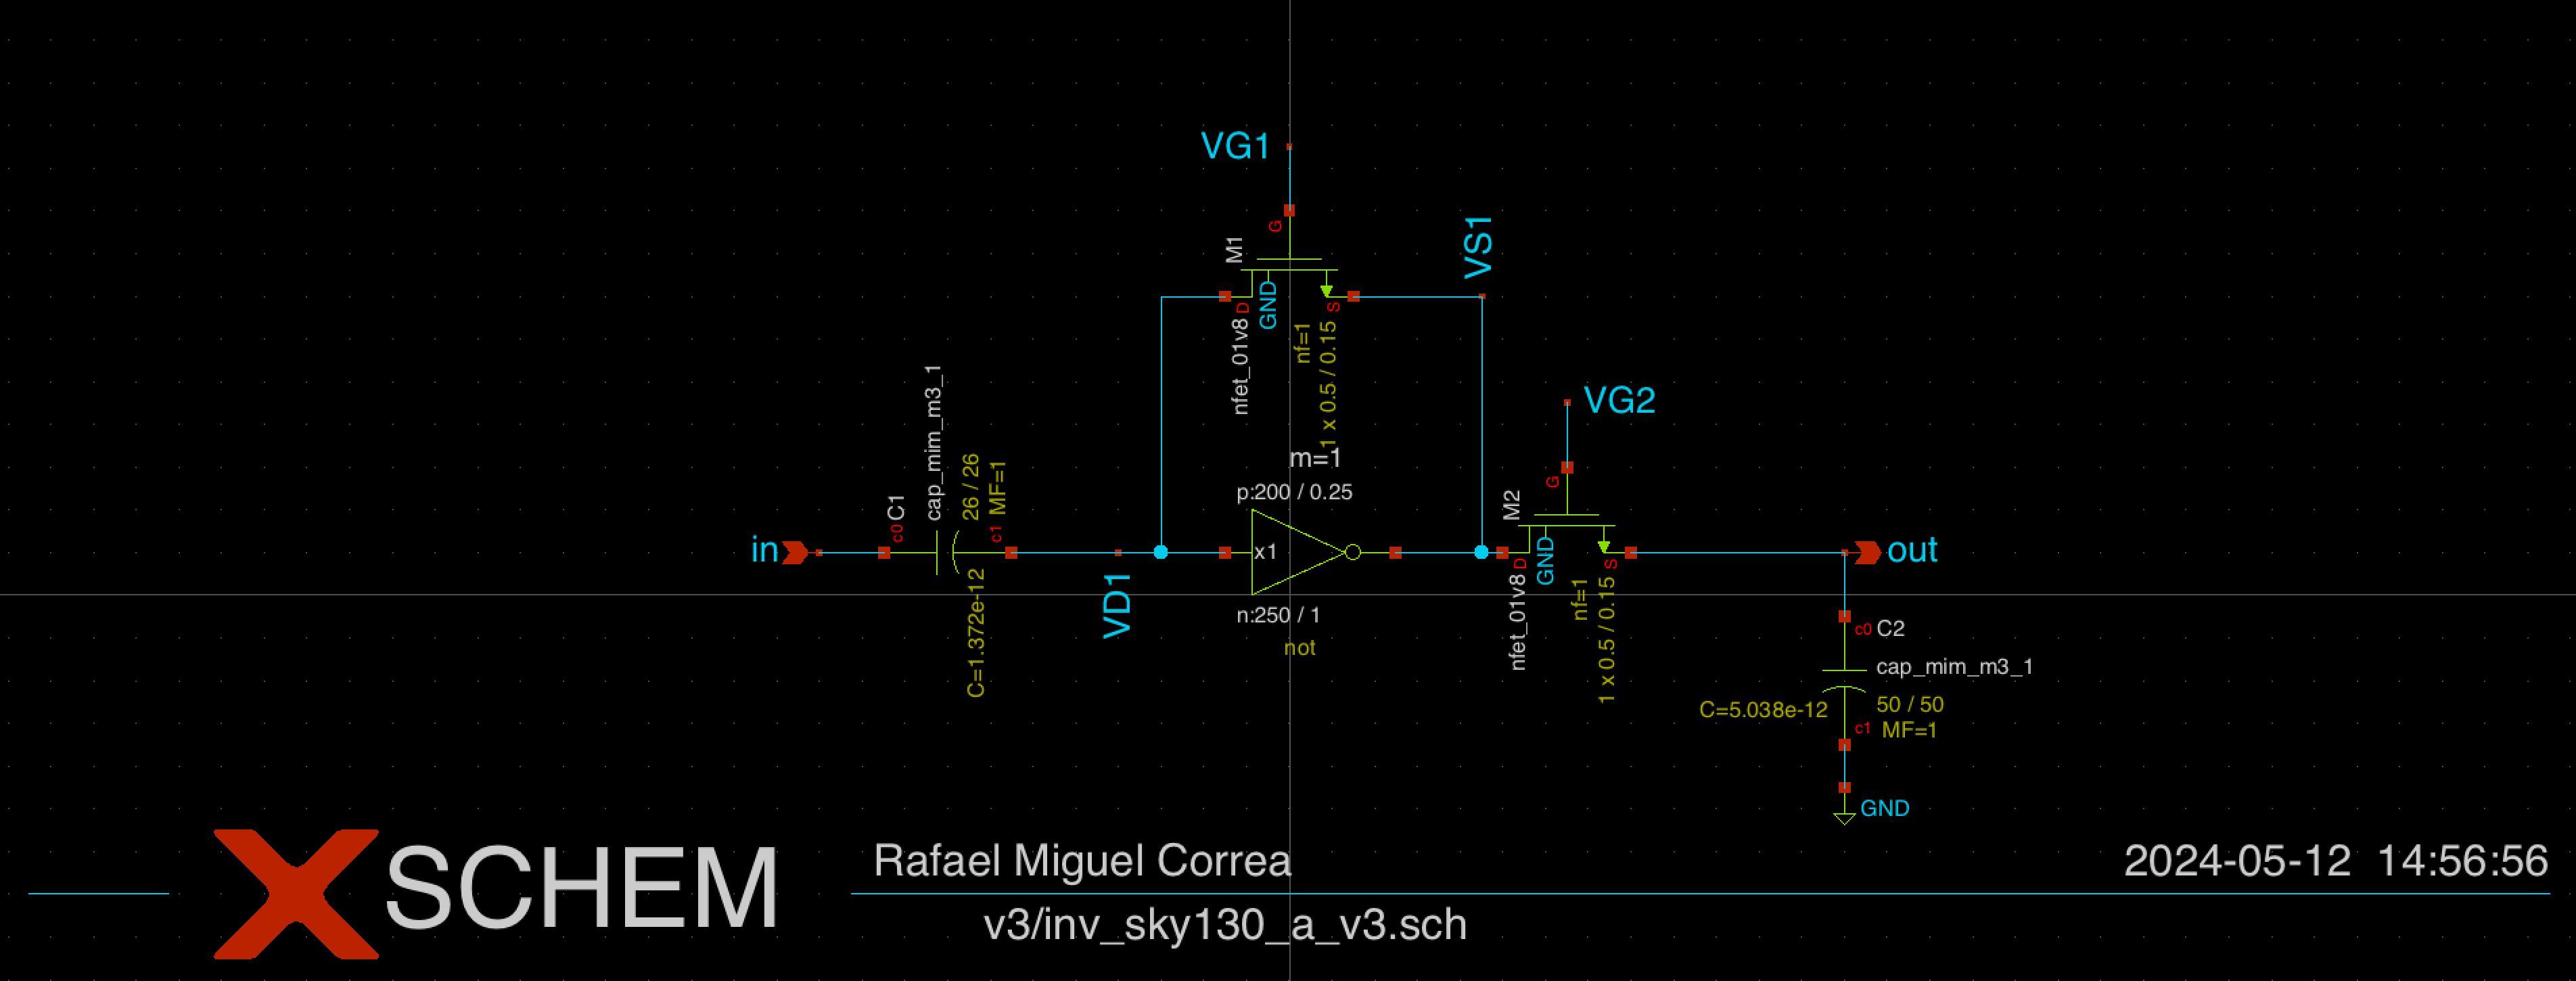 VG1
G
M1
D
GND
S
nfet_01v8
nf=1
1 x 0.5 / 0.15
VS1
VG2
G
M2
D
GND
S
nfet_01v8
nf=1
1 x 0.5 / 0.15
m=1
p:200 / 0.25
x1
n:250 / 1
not
in
c0
C1
cap_mim_m3_1
26 / 26
MF=1
c1
C=1.372e-12
VD1
out
c0
C2
cap_mim_m3_1
C=5.038e-12
50 / 50
c1
MF=1
GND
XSCHEM
Rafael Miguel Correa
2024-05-12 14:56:56
v3/inv_sky130_a_v3.sch